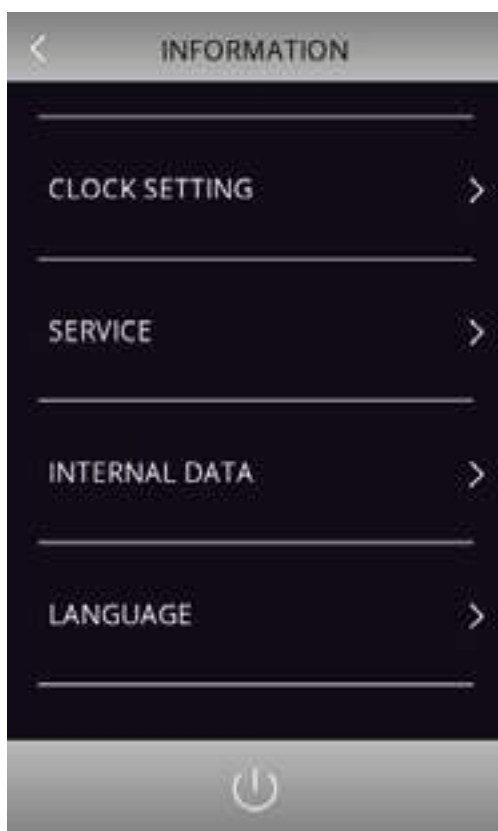 INFORMATION
CLOCK SETTING
SERVICE
INTERNAL DATA
LANGUAGE